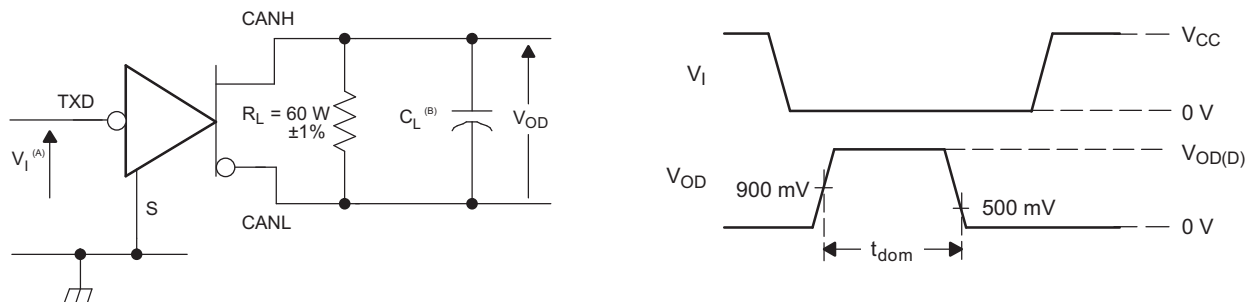 CANH
TXD
R_L = 60 W
±1%
C_L (B)
V_OD
V_I (A)
S
CANL
V_I
V_CC
0 V
V_OD
900 mV
V_OD(D)
500 mV
0 V
t_dom